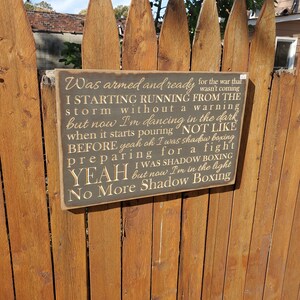 Was armed and ready for the war that
wasn't coming
I STARTING RUNNING FROM THE
storm without a warning
but now I'm dancing in the dark
when it starts pouring NOT LIKE
BEFORE yeah oh I was shadow boxing
preparing for a fight
YEAH I WAS SHADOW BOXING
but now I'm in the light
No More Shadow Boxing